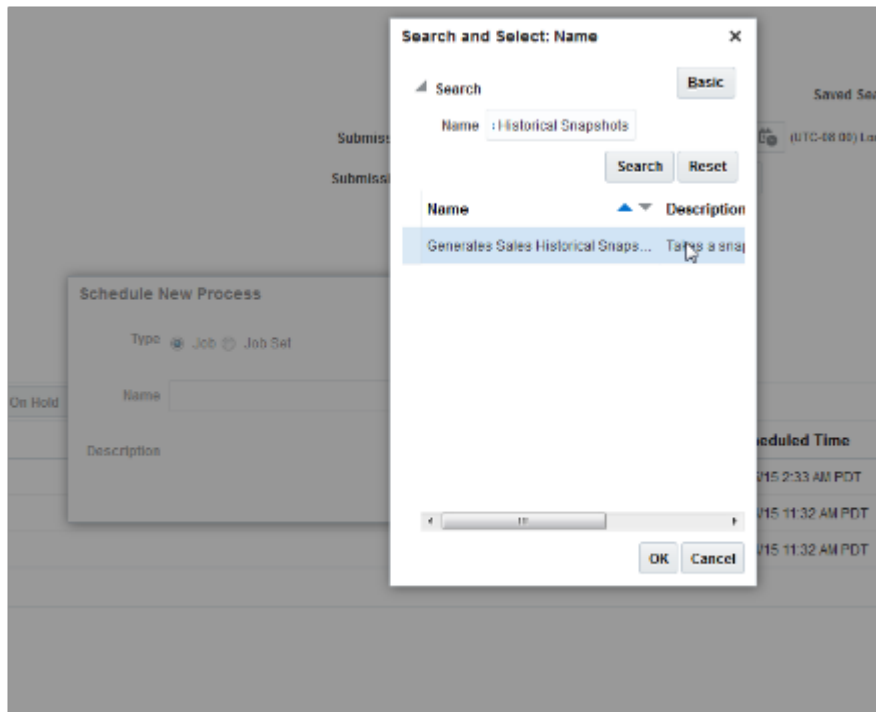 Search and Select: Name
Search
Basic
Name : Historical Snapshots
Search Reset
Name Description
Generates Sales Historical Snaps... Takes a snap
OK Cancel
Saved Sea
Submiss
(UTC-08:00) Lo
Submissi
Schedule New Process
Type Job Job Set
On Hold
Name
Description
eduled Time
/15 2:33 AM PDT
/15 11:32 AM PDT
/15 11:32 AM PDT